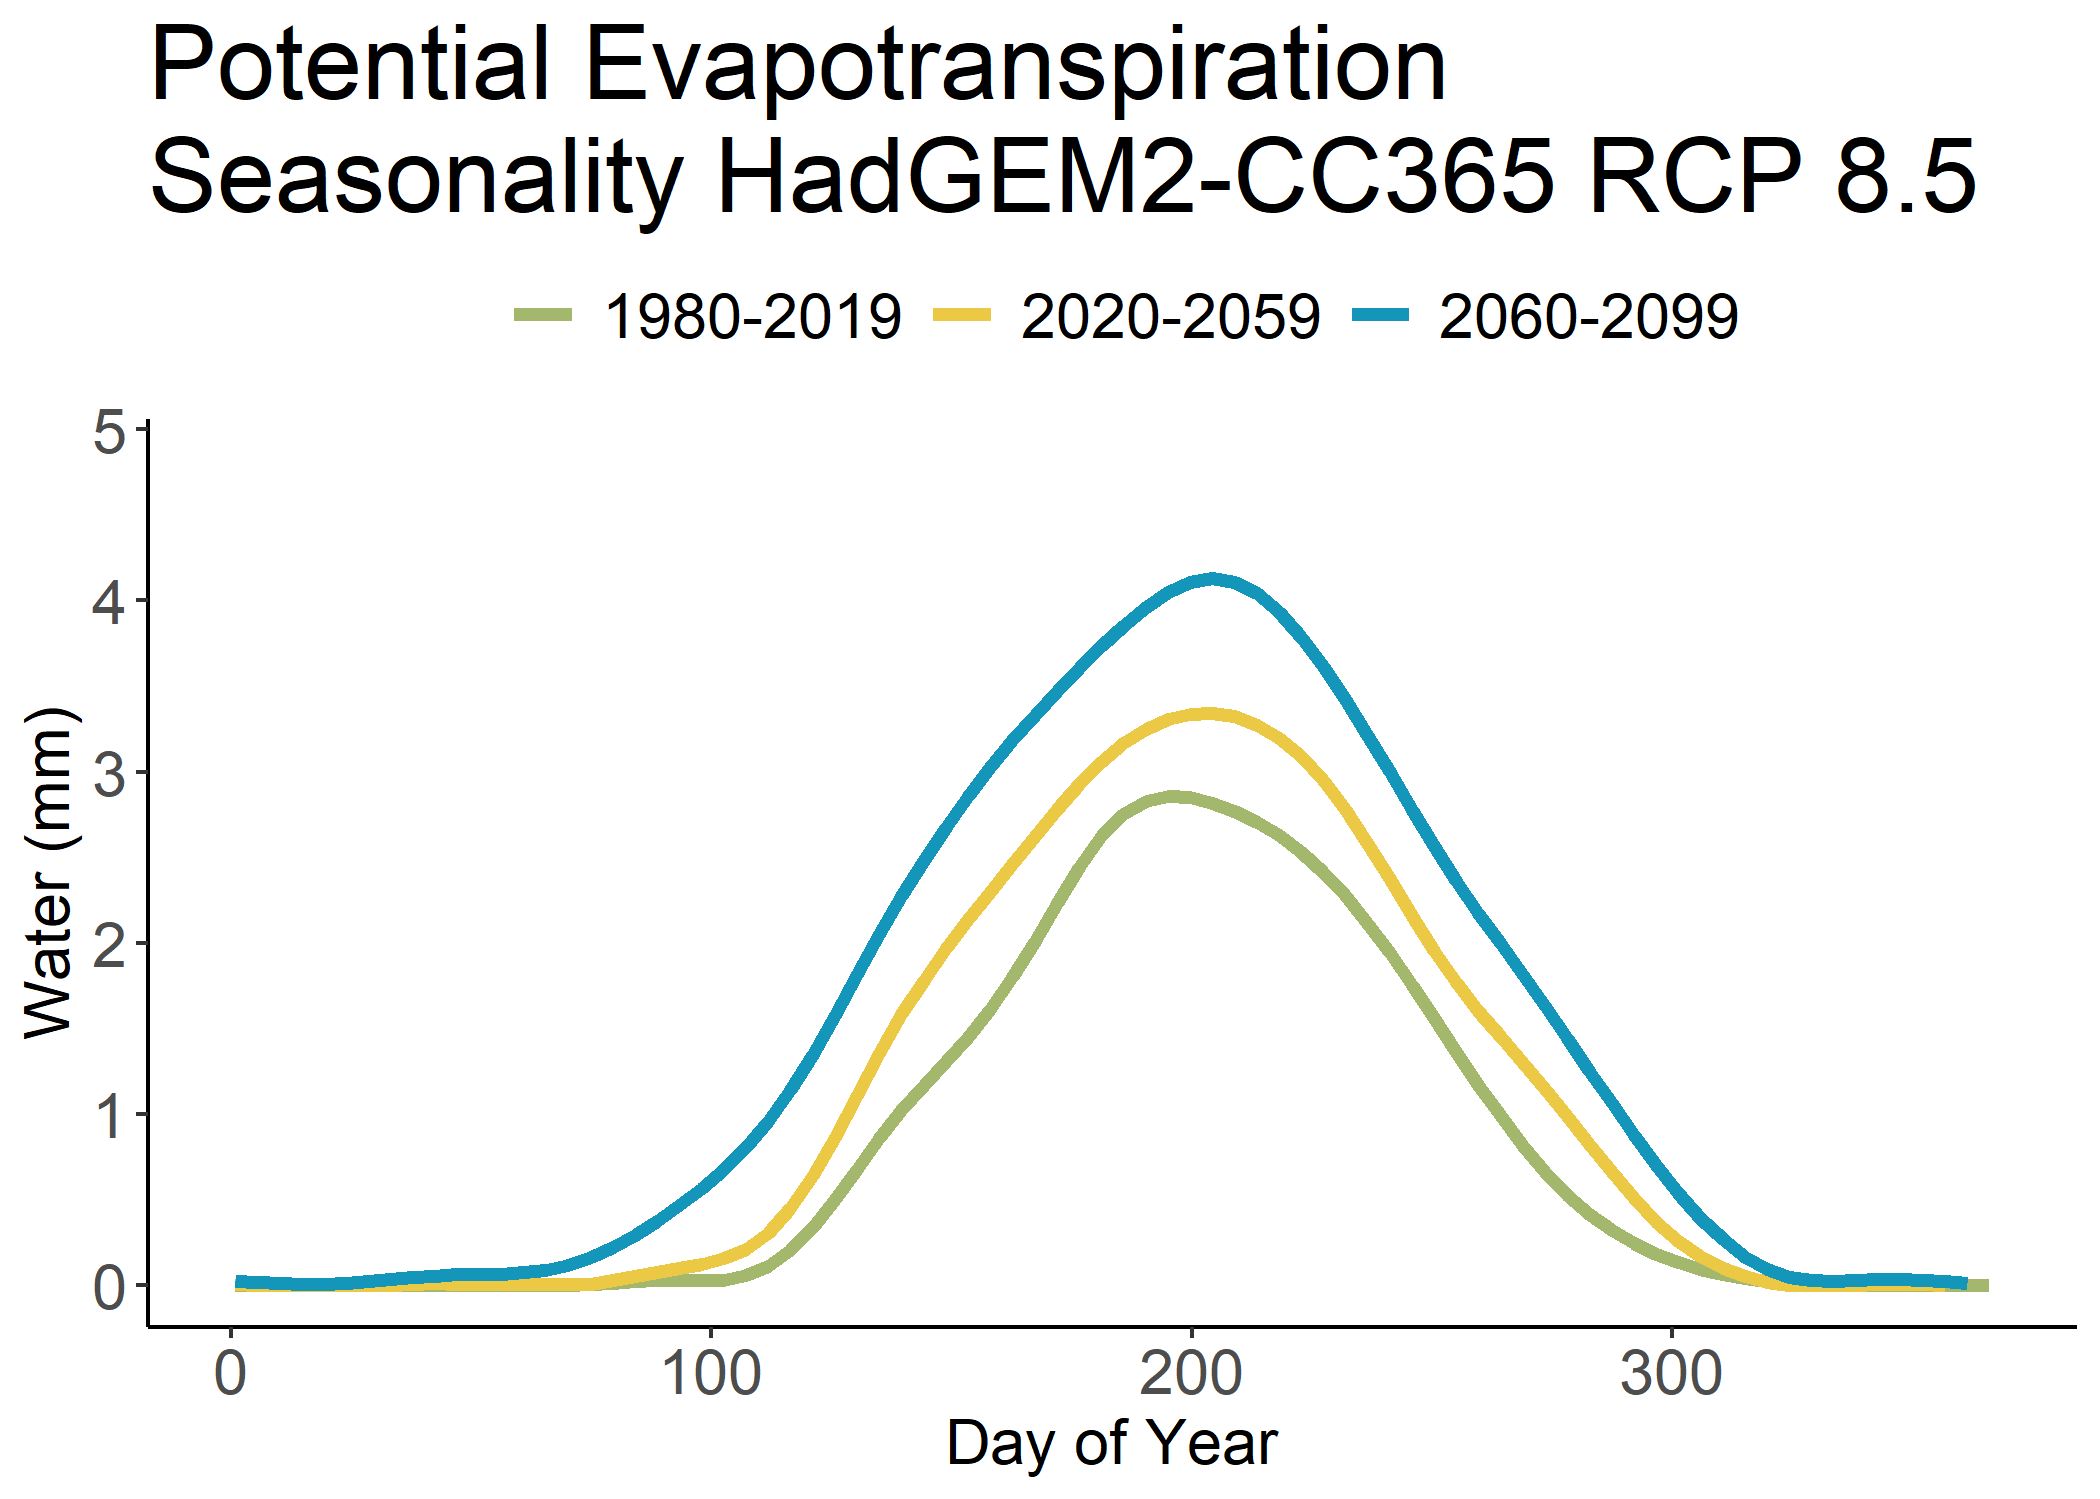 Potential Evapotranspiration
Seasonality HadGEM2-CC365 RCP 8.5
1980-2019 2020-2059 2060-2099
5
4
3
2
1
0
Water (mm)
0 100 200 300
Day of Year